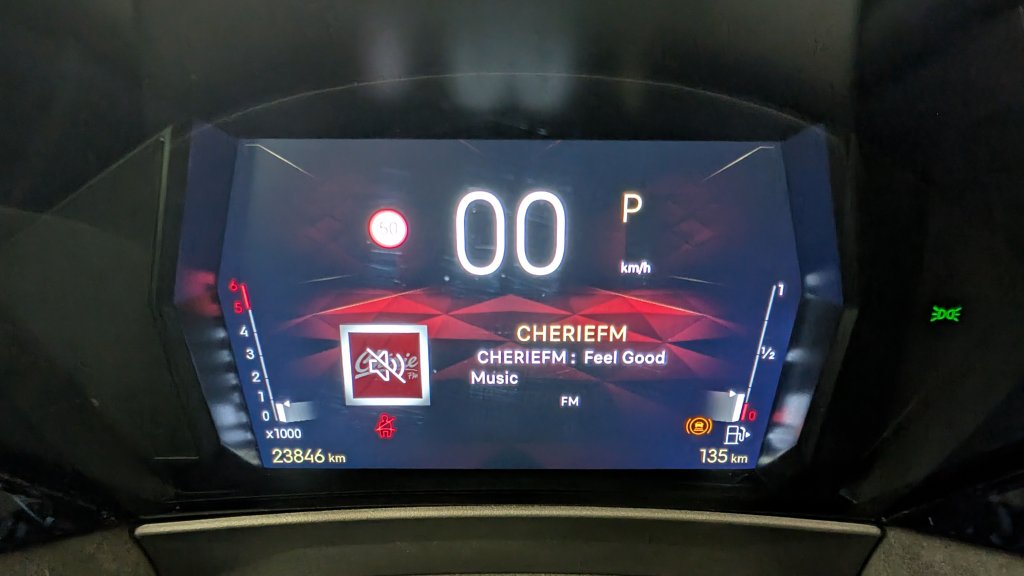 00
P
km/h
6
5
4
3
2
1
0
x1000
23846 km
CHERIEFM
CHERIEFM : Feel Good
Music
FM
1
1/2
0
135 km